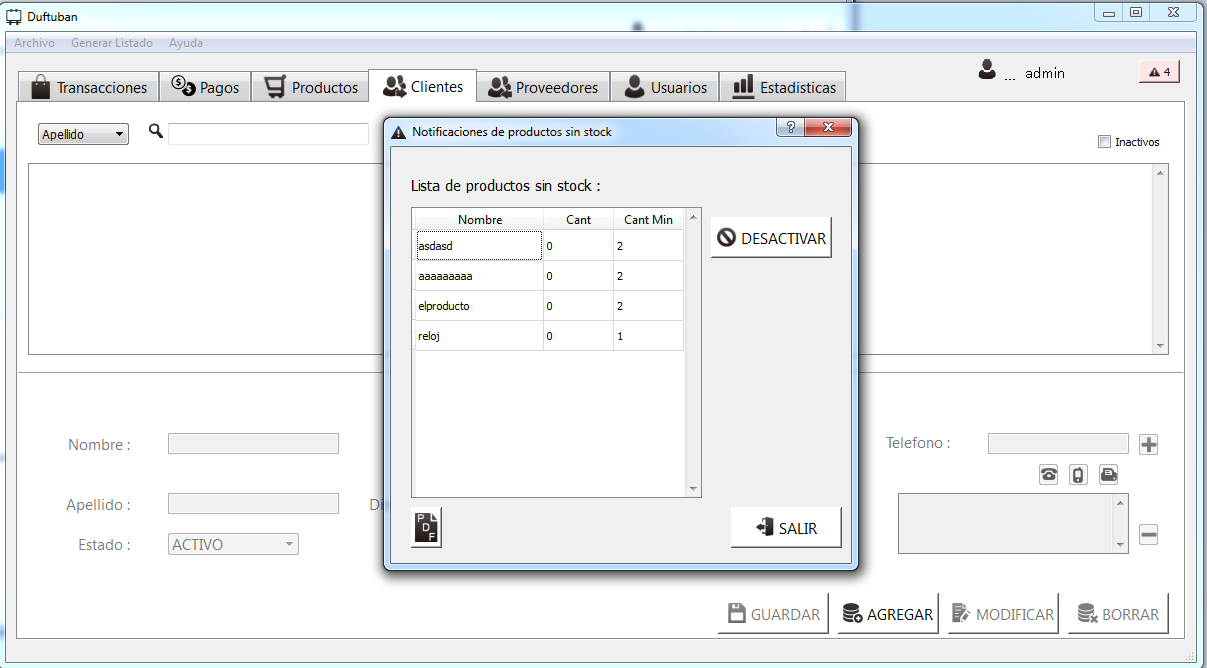 Duftuban
Archivo Generar Listado Ayuda
Transacciones Pagos Productos Clientes Proveedores Usuarios Estadísticas
... admin
4
Apellido
Inactivos
Notificaciones de productos sin stock
?
Lista de productos sin stock :
Nombre Cant Cant Min
asdasd 0 2
aaaaaaaaa 0 2
elproducto 0 2
reloj 0 1
DESACTIVAR
PDF
SALIR
Nombre :
Apellido :
Estado : ACTIVO
Di
Telefono :
GUARDAR AGREGAR MODIFICAR BORRAR